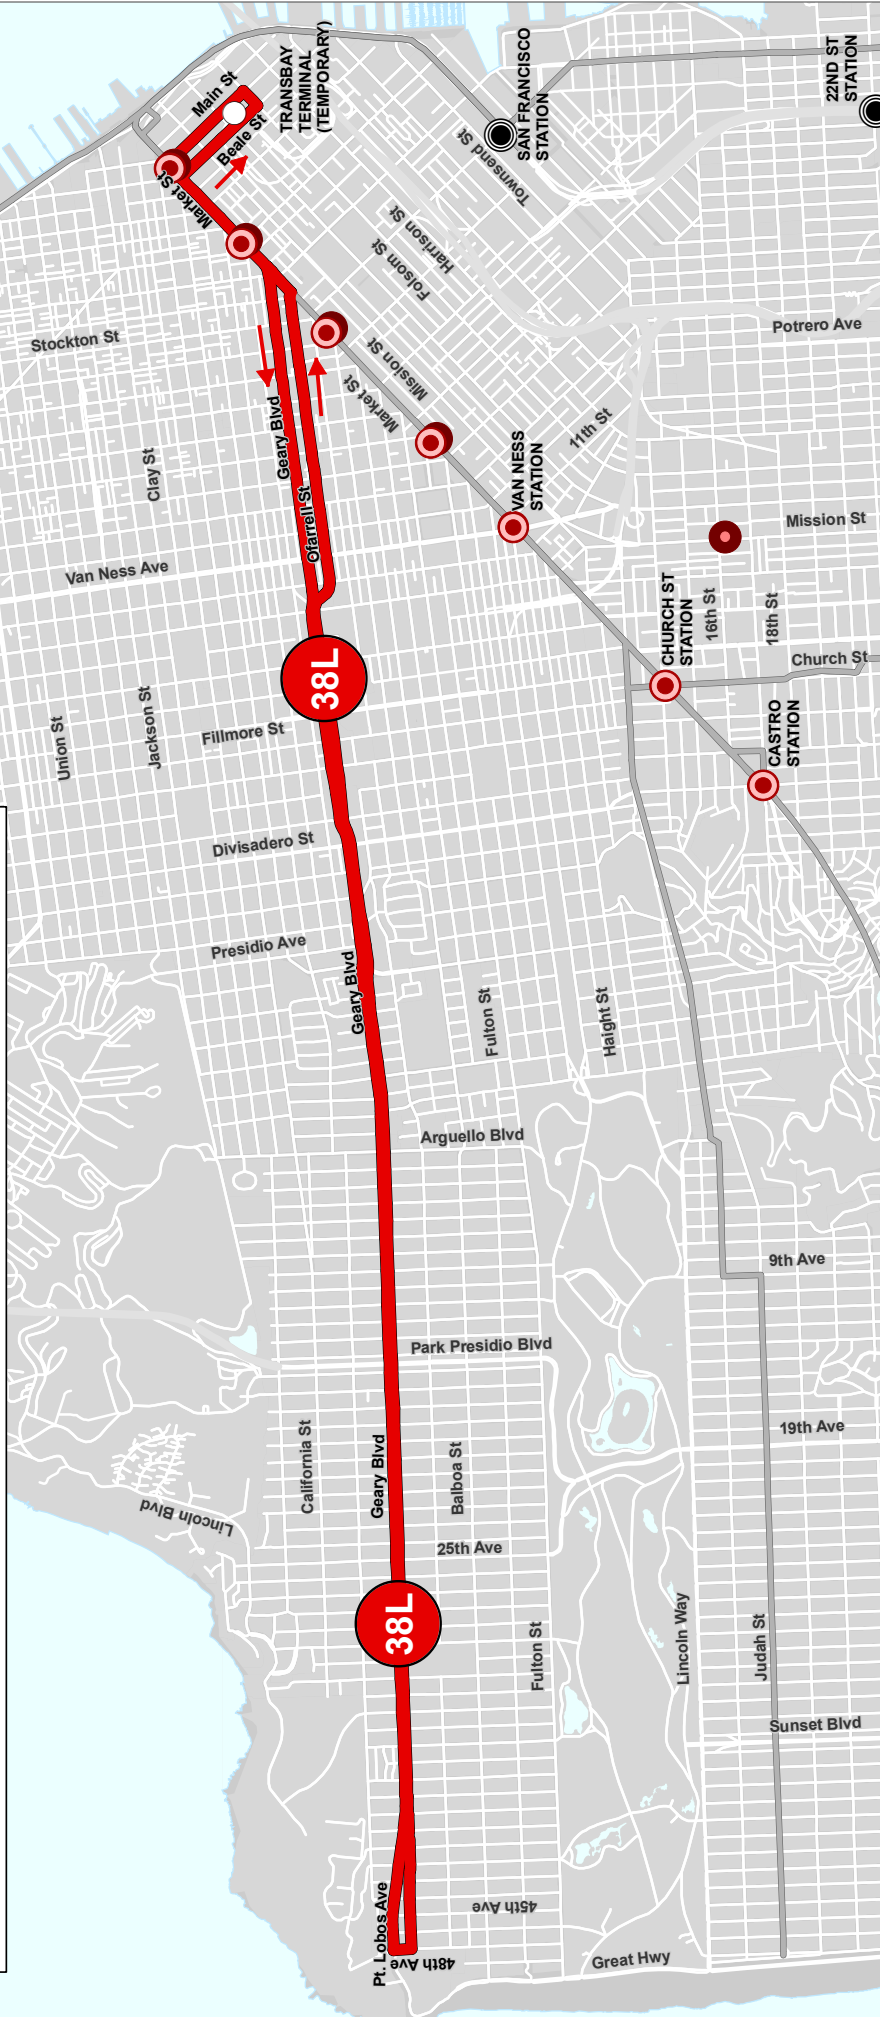 Main St
TRANSBAY
TERMINAL
(TEMPORARY)
Beale St
Market St
SAN FRANCISCO
STATION
22ND ST
STATION
Townsend St
Harrison St
Folsom St
Stockton St
Potrero Ave
Mission St
Market St
Geary Blvd
11th St
Clay St
VAN NESS
STATION
Ofarrell St
Mission St
Van Ness Ave
CHURCH ST
STATION
16th St
18th St
Church St
38L
Union St
Jackson St
Fillmore St
CASTRO
STATION
Divisadero St
Presidio Ave
Geary Blvd
Fulton St
Haight St
Arguello Blvd
9th Ave
Park Presidio Blvd
19th Ave
California St
Geary Blvd
Balboa St
Lincoln Blvd
25th Ave
38L
Fulton St
Lincoln Way
Judah St
Sunset Blvd
Pt. Lobos Ave
45th Ave
48th Ave
Great Hwy